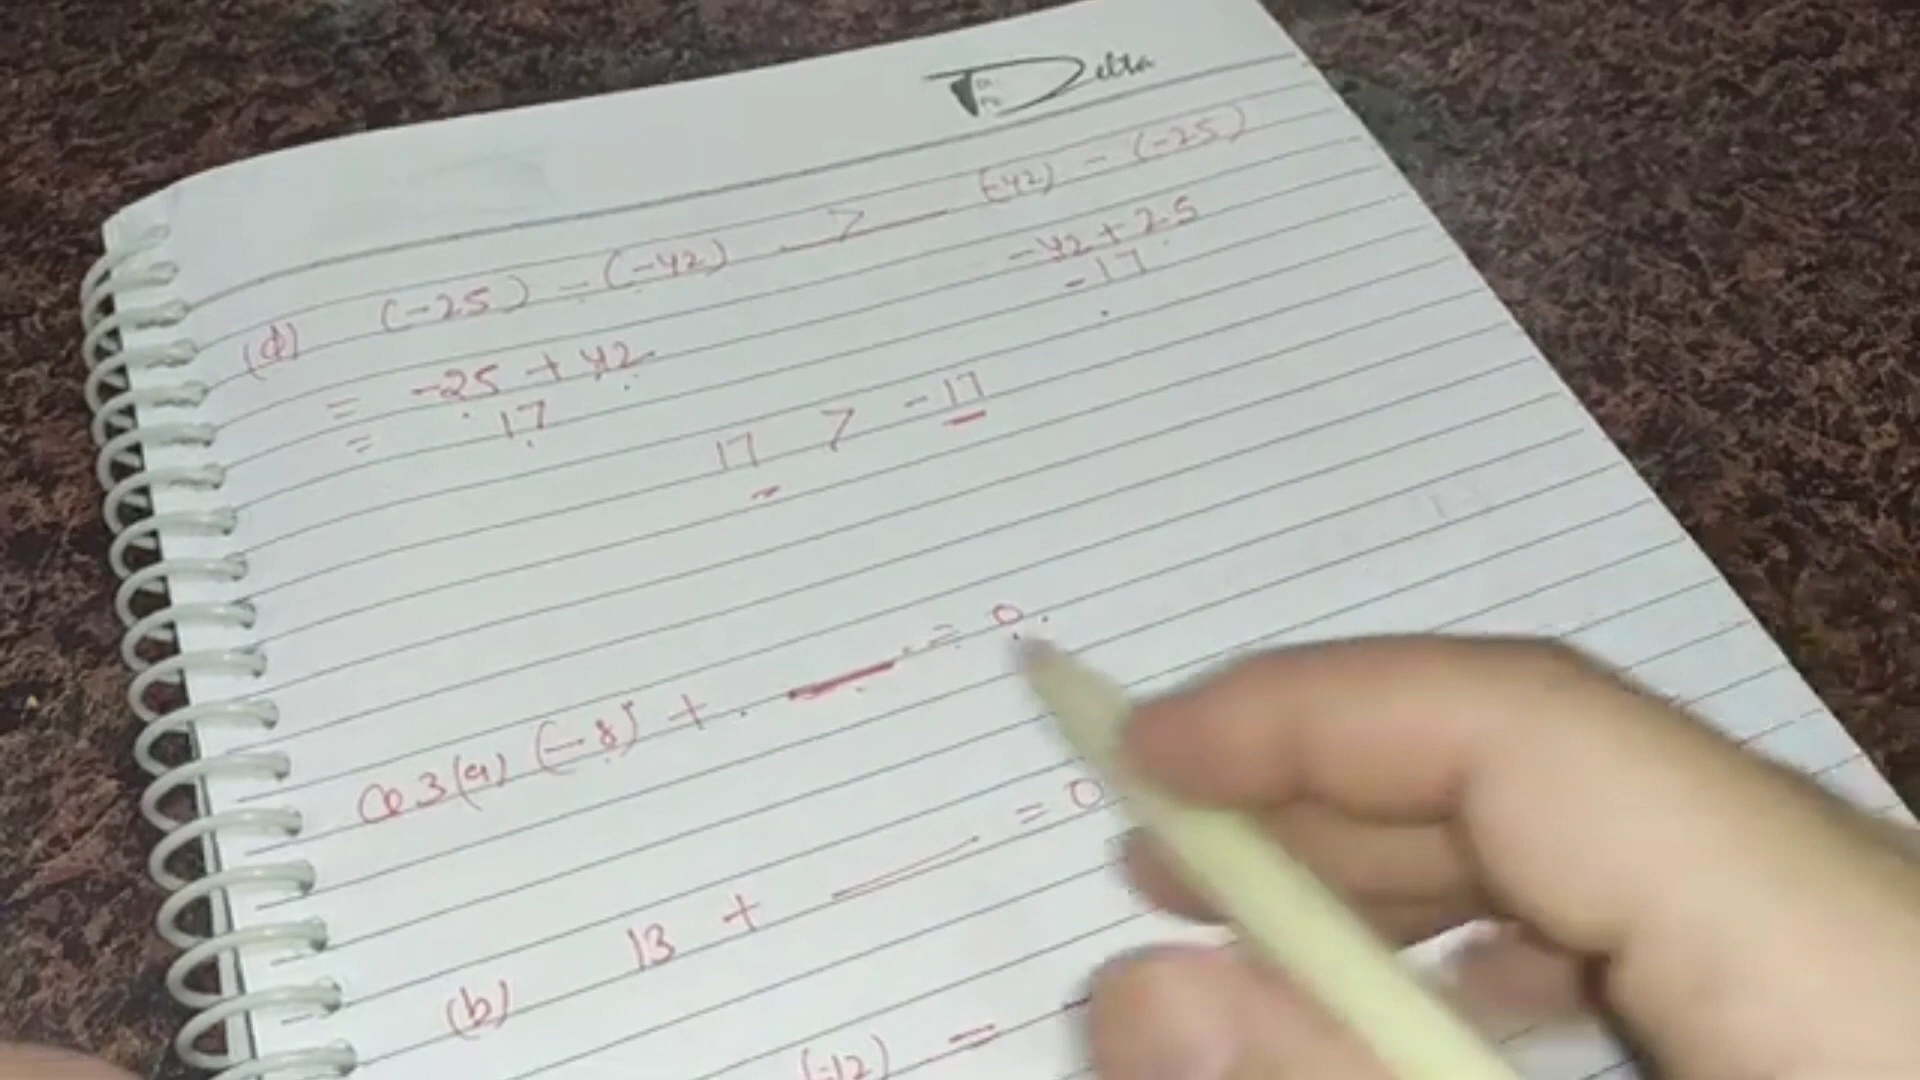 Delta
(d) (-25) - (-42) > (-42) - (-25)
= -25 + 42 -42 + 25
= 17 -17
17 > -17
Q3(a) (-8) + ___ = 0.
(b) 13 + ___ = 0
(-12) =